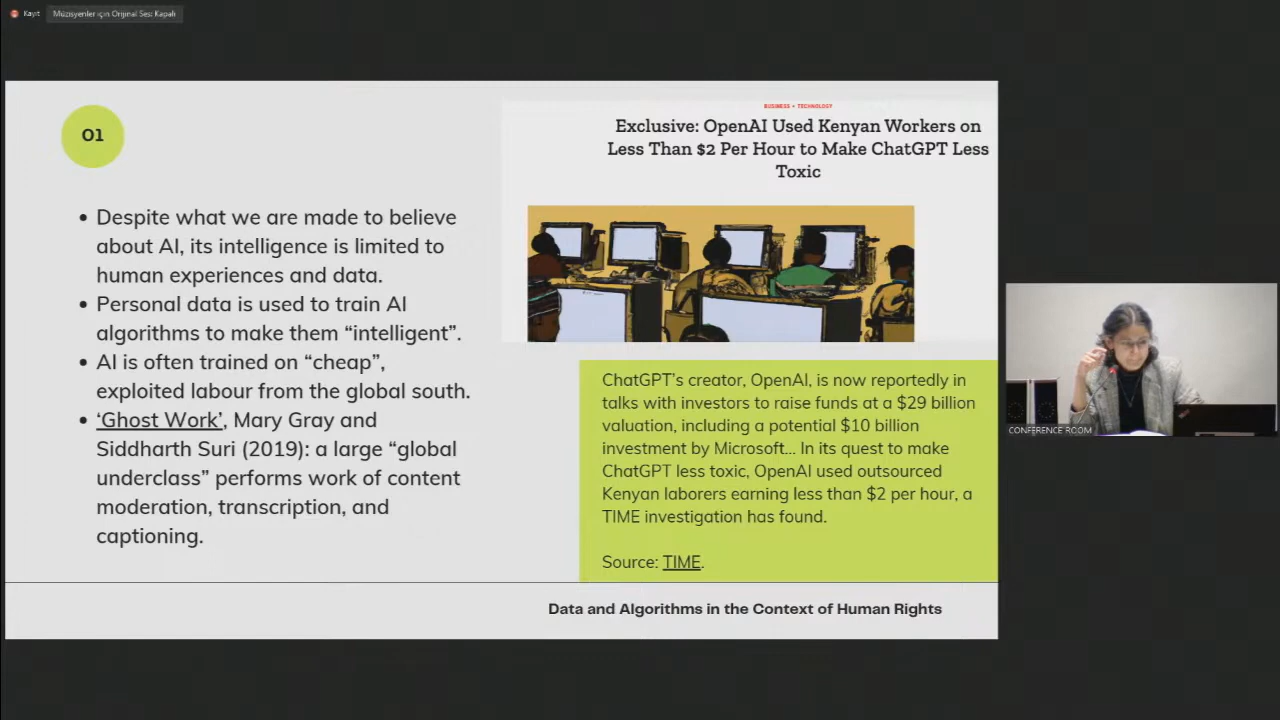 Kayıt
Müzisyenler için Orijinal Ses: Kapalı
01
Despite what we are made to believe
about AI, its intelligence is limited to
human experiences and data.
Personal data is used to train AI
algorithms to make them “intelligent”.
AI is often trained on “cheap”,
exploited labour from the global south.
‘Ghost Work’, Mary Gray and
Siddharth Suri (2019): a large “global
underclass” performs work of content
moderation, transcription, and
captioning.
BUSINESS • TECHNOLOGY
Exclusive: OpenAI Used Kenyan Workers on
Less Than $2 Per Hour to Make ChatGPT Less
Toxic
ChatGPT’s creator, OpenAI, is now reportedly in
talks with investors to raise funds at a $29 billion
valuation, including a potential $10 billion
investment by Microsoft... In its quest to make
ChatGPT less toxic, OpenAI used outsourced
Kenyan laborers earning less than $2 per hour, a
TIME investigation has found.
Source: TIME.
Data and Algorithms in the Context of Human Rights
CONFERENCE ROOM